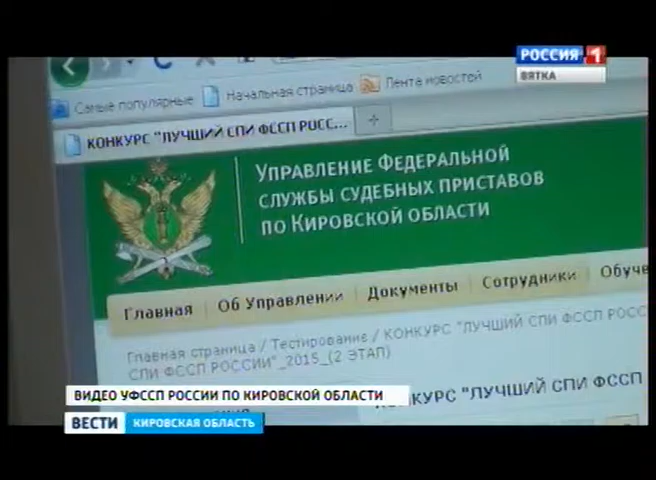 РОССИЯ 1
ВЯТКА
Самые популярные Начальная страница Лента новостей
КОНКУРС "ЛУЧШИЙ СПИ ФССП РОСС...
Управление Федеральной
службы судебных приставов
по Кировской области
Главная Об Управлении Документы Сотрудники Обуче
Главная страница / Тестирование / КОНКУРС "ЛУЧШИЙ СПИ ФССП РОСС
СПИ ФССП РОССИИ"_2015_(2 ЭТАП)
КОНКУРС "ЛУЧШИЙ СПИ ФССП
ВИДЕО УФССП РОССИИ ПО КИРОВСКОЙ ОБЛАСТИ
ВЕСТИ КИРОВСКАЯ ОБЛАСТЬ